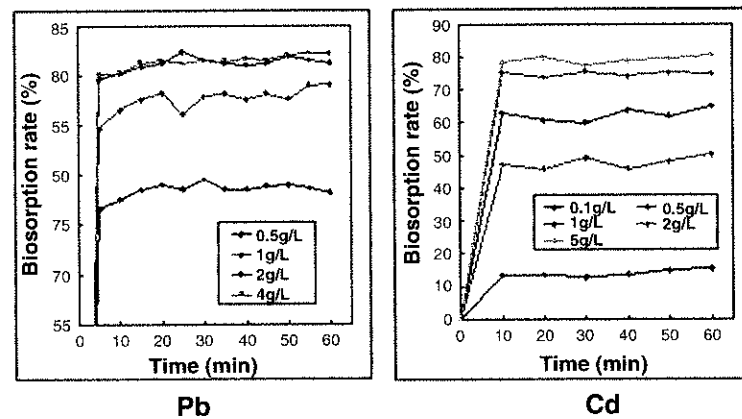 Biosorption rate (%)
85
80
55
50
75
70
55
0 10 20 30 40 50 60
Time (min)
0.5g/L
1g/L
2g/L
4g/L
Pb
Biosorption rate (%)
90
80
70
60
50
40
30
20
10
0
0 10 20 30 40 50 60
Time (min)
0.1g/L 0.5g/L
1g/L 2g/L
5g/L
Cd